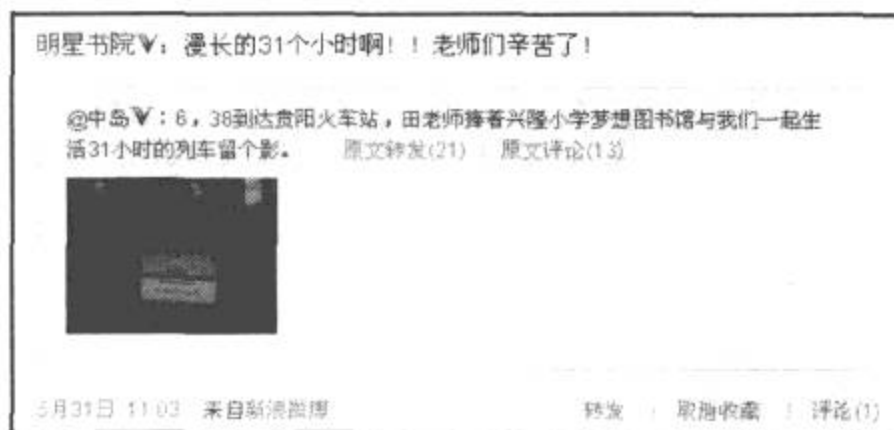 明星书院V：漫长的31个小时啊！！老师们辛苦了！
@中岛V：6，38到达贵阳火车站，田老师捧着兴隆小学梦想图书馆与我们一起生
活31小时的列车留个影。 原文转发(21) 原文评论(13)
5月31日 11:03 来自新浪微博 转发 | 取消收藏 | 评论(1)